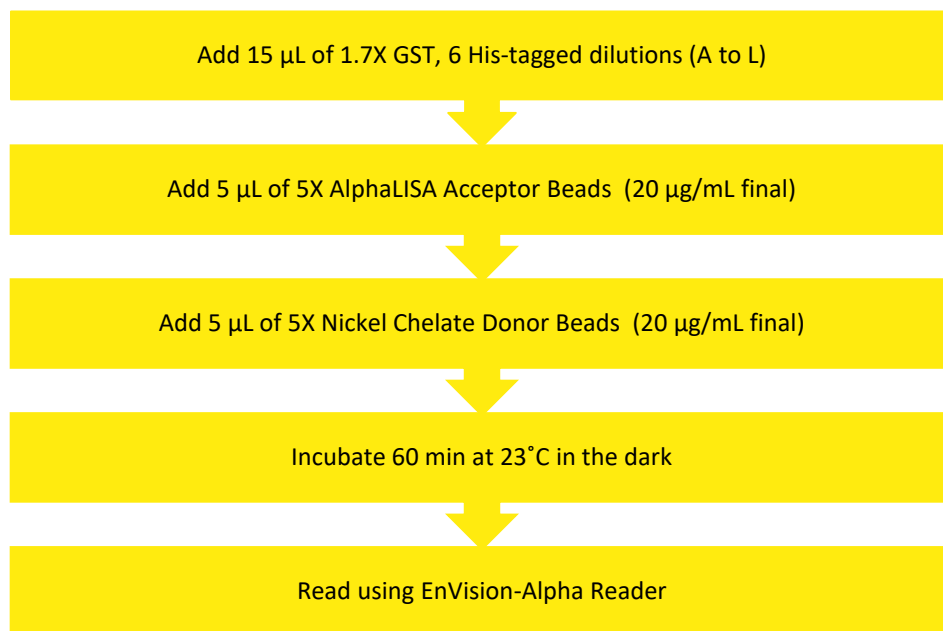 Add 15 µL of 1.7X GST, 6 His-tagged dilutions (A to L)
Add 5 µL of 5X AlphaLISA Acceptor Beads (20 µg/mL final)
Add 5 µL of 5X Nickel Chelate Donor Beads (20 µg/mL final)
Incubate 60 min at 23˚C in the dark
Read using EnVision-Alpha Reader